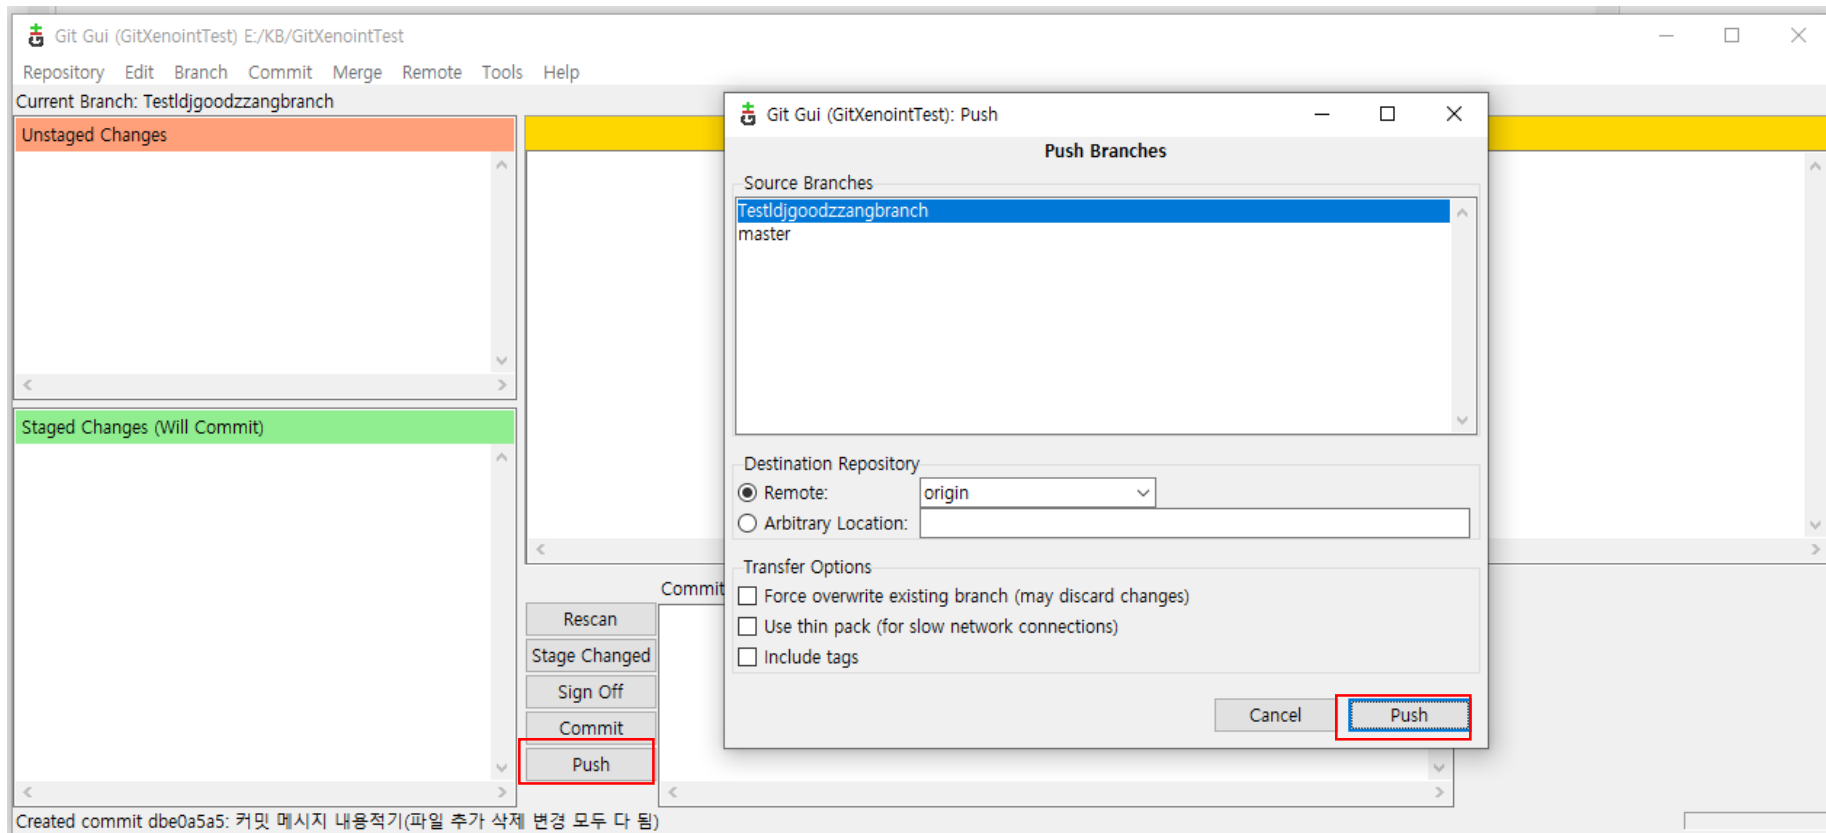 Git Gui (GitXenointTest) E:/KB/GitXenointTest
Repository Edit Branch Commit Merge Remote Tools Help
Current Branch: Testldjgoodzzangbranch
Unstaged Changes
Staged Changes (Will Commit)
Rescan
Stage Changed
Sign Off
Commit
Push
Commit
Git Gui (GitXenointTest): Push
Push Branches
Source Branches
Testldjgoodzzangbranch
master
Destination Repository
Remote: origin
Arbitrary Location:
Transfer Options
Force overwrite existing branch (may discard changes)
Use thin pack (for slow network connections)
Include tags
Cancel Push
Created commit dbe0a5a5: 커밋 메시지 내용적기(파일 추가 삭제 변경 모두 다 됨)